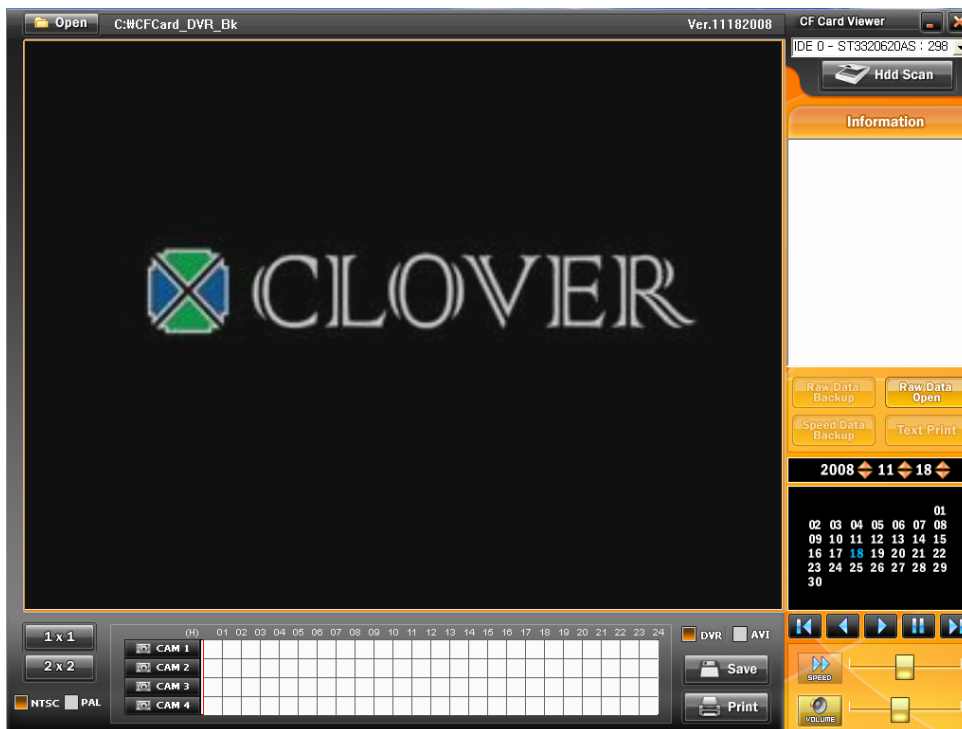 Open C:₩CFCard_DVR_Bk Ver.11182008 CF Card Viewer
IDE 0 - ST3320620AS : 298
Hdd Scan
Information
CLOVER
Raw Data Backup
Raw Data Open
Speed Data Backup
Text Print
2008 11 18
01
02 03 04 05 06 07 08
09 10 11 12 13 14 15
16 17 18 19 20 21 22
23 24 25 26 27 28 29
30
1 x 1
2 x 2
NTSC PAL
(H) 01 02 03 04 05 06 07 08 09 10 11 12 13 14 15 16 17 18 19 20 21 22 23 24
CAM 1
CAM 2
CAM 3
CAM 4
DVR AVI
Save
Print
SPEED
VOLUME